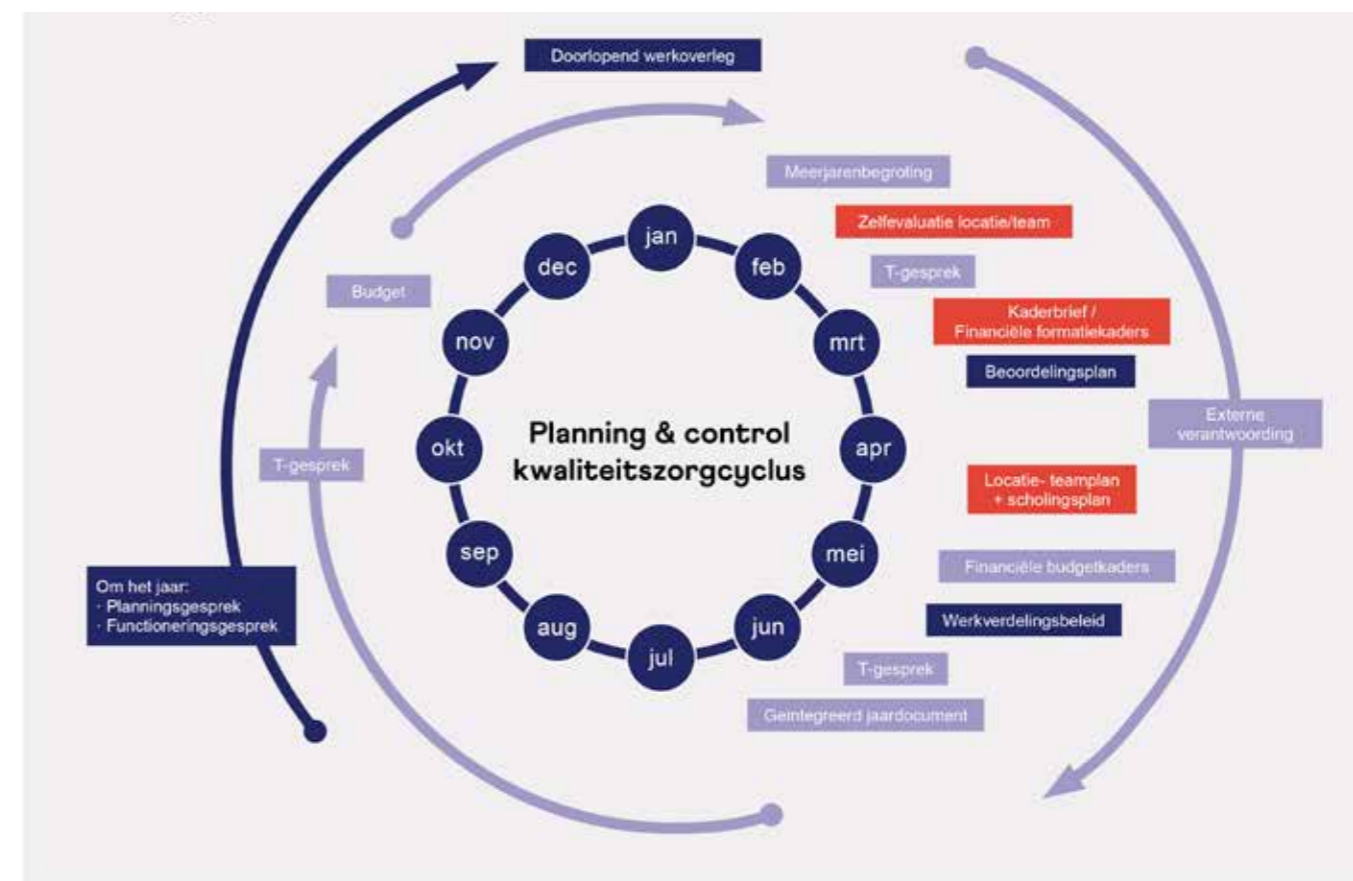 Doorlopend werkoverleg
Meerjarenbegroting
Zelfevaluatie locatie/team
T-gesprek
Kaderbrief /
Financiële formatiekaders
Beoordelingsplan
Externe
verantwoording
Locatie- teamplan
+ scholingsplan
Financiële budgetkaders
Werkverdelingsbeleid
T-gesprek
Geïntegreerd jaardocument
Budget
T-gesprek
Om het jaar:
· Planningsgesprek
· Functioneringsgesprek
jan
feb
mrt
apr
mei
jun
jul
aug
sep
okt
nov
dec
Planning & control
kwaliteitszorgcyclus